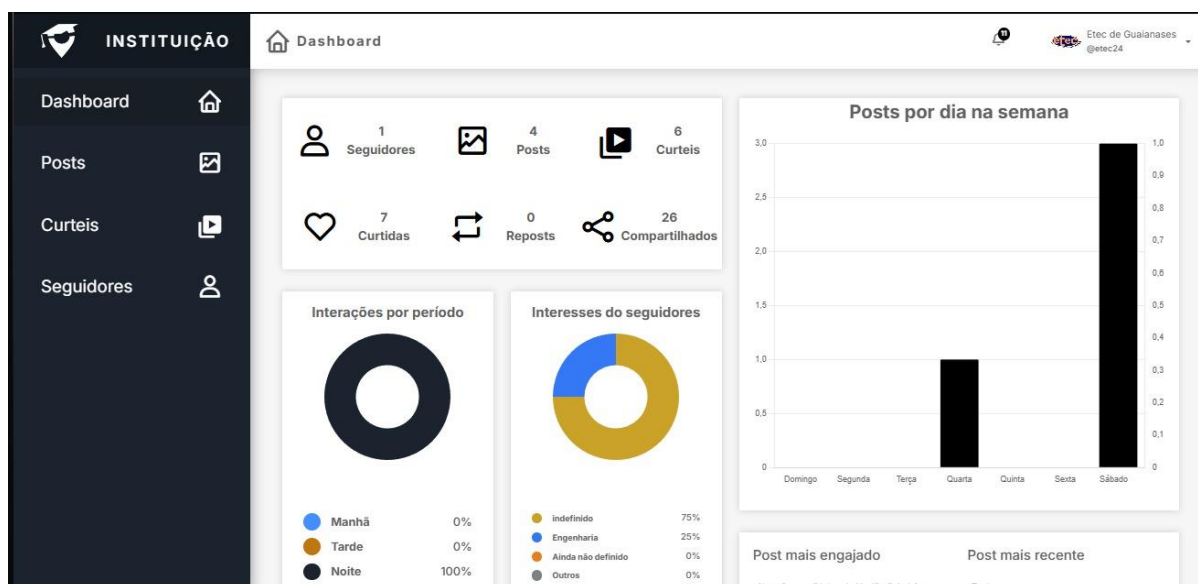 INSTITUIÇÃO
Dashboard
11
etec
Etec de Guaianases
@etec24
Dashboard
Posts
Curteis
Seguidores
1
Seguidores
4
Posts
6
Curteis
7
Curtidas
0
Reposts
26
Compartilhados
Interações por período
Manhã 0%
Tarde 0%
Noite 100%
Interesses do seguidores
indefinido 75%
Engenharia 25%
Ainda não definido 0%
Outros 0%
Posts por dia na semana
3,0
2,5
2,0
1,5
1,0
0,5
0
1,0
0,9
0,8
0,7
0,6
0,5
0,4
0,3
0,2
0,1
0
Domingo Segunda Terça Quarta Quinta Sexta Sábado
Post mais engajado
Post mais recente